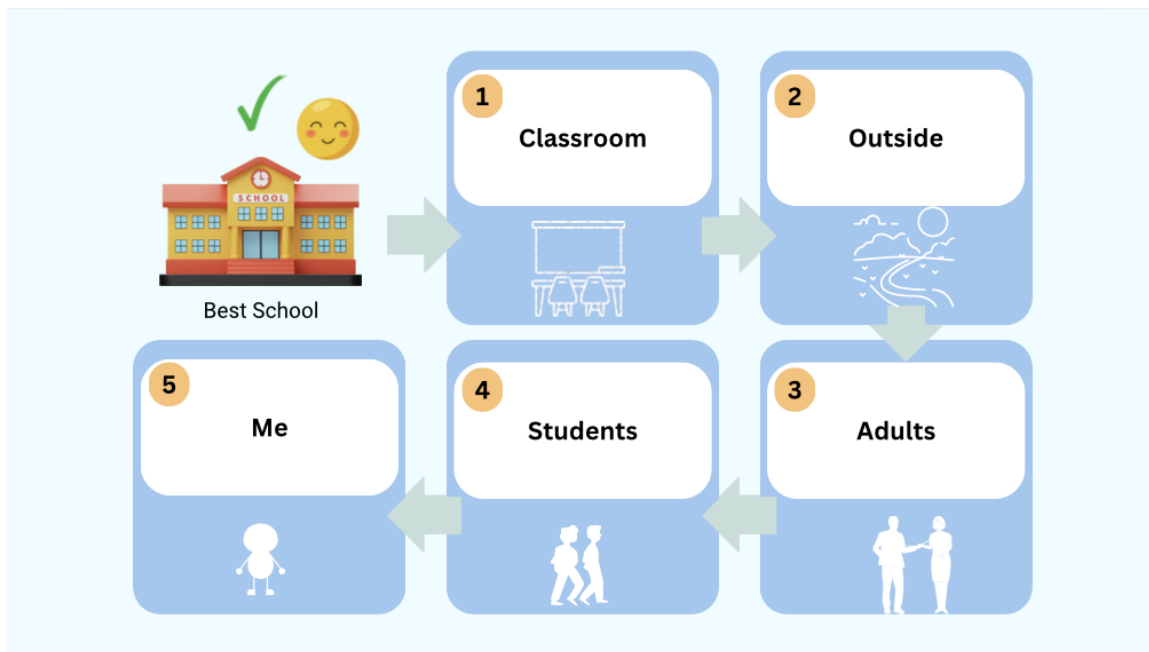 SCHOOL
Best School
1
Classroom
2
Outside
3
Adults
4
Students
5
Me